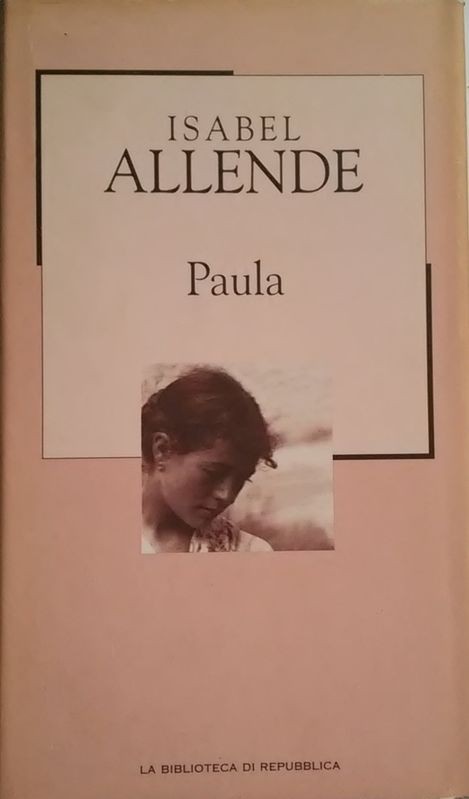 ISABEL
ALLENDE
Paula
LA BIBLIOTECA DI REPUBBLICA